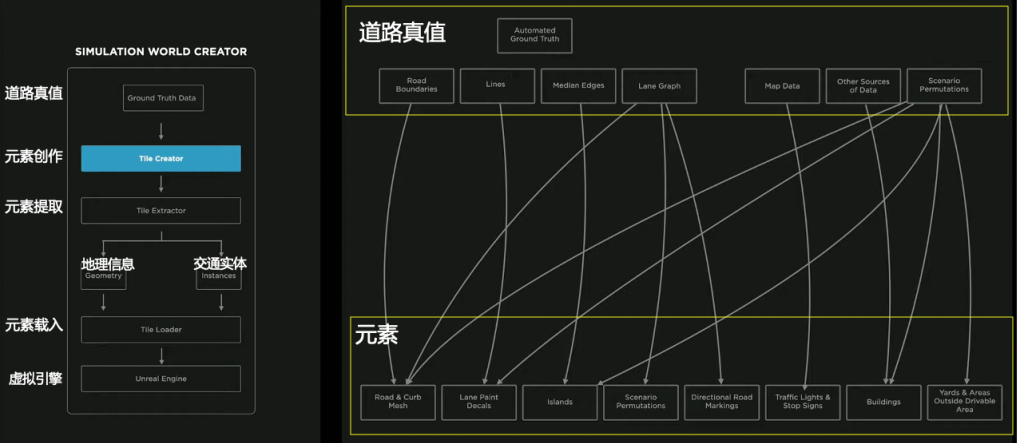 SIMULATION WORLD CREATOR
道路真值
Ground Truth Data
元素创作
Tile Creator
元素提取
Tile Extractor
地理信息
Geometry
交通实体
Instances
元素载入
Tile Loader
虚拟引擎
Unreal Engine
道路真值
Automated
Ground Truth
Road
Boundaries
Lines
Median Edges
Lane Graph
Map Data
Other Sources
of Data
Scenario
Permutations
元素
Road & Curb
Mesh
Lane Paint
Decals
Islands
Scenario
Permutations
Directional Road
Markings
Traffic Lights &
Stop Signs
Buildings
Yards & Areas
Outside Drivable
Area